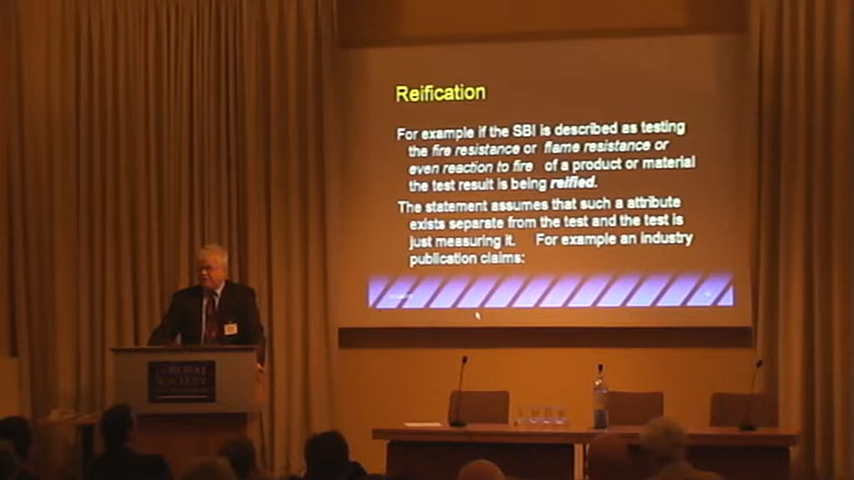 Reification
For example if the SBI is described as testing
the fire resistance or flame resistance or
even reaction to fire of a product or material
the test result is being reified.
The statement assumes that such a attribute
exists separate from the test and the test is
just measuring it. For example an industry
publication claims:
ROYAL
SOCIETY